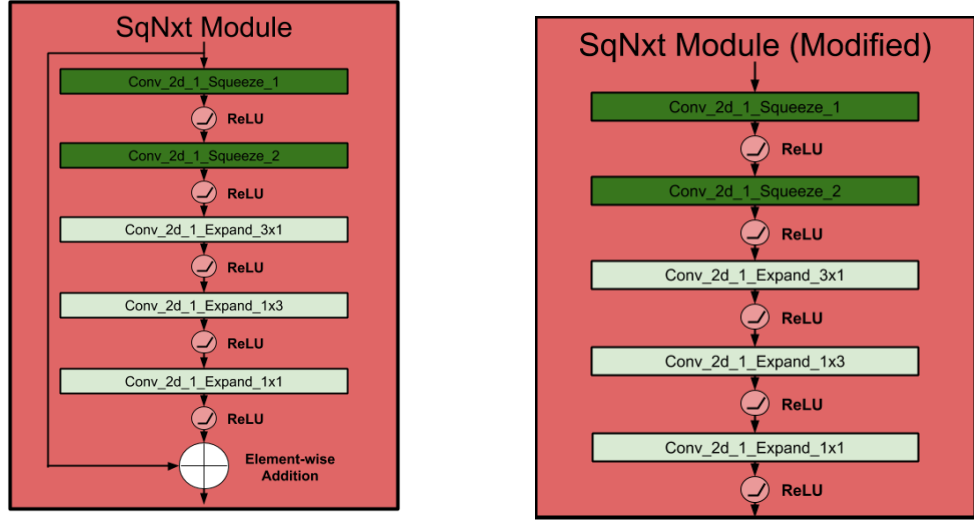 SqNxt Module
Conv_2d_1_Squeeze_1
ReLU
Conv_2d_1_Squeeze_2
ReLU
Conv_2d_1_Expand_3x1
ReLU
Conv_2d_1_Expand_1x3
ReLU
Conv_2d_1_Expand_1x1
ReLU
Element-wise
Addition
SqNxt Module (Modified)
Conv_2d_1_Squeeze_1
ReLU
Conv_2d_1_Squeeze_2
ReLU
Conv_2d_1_Expand_3x1
ReLU
Conv_2d_1_Expand_1x3
ReLU
Conv_2d_1_Expand_1x1
ReLU